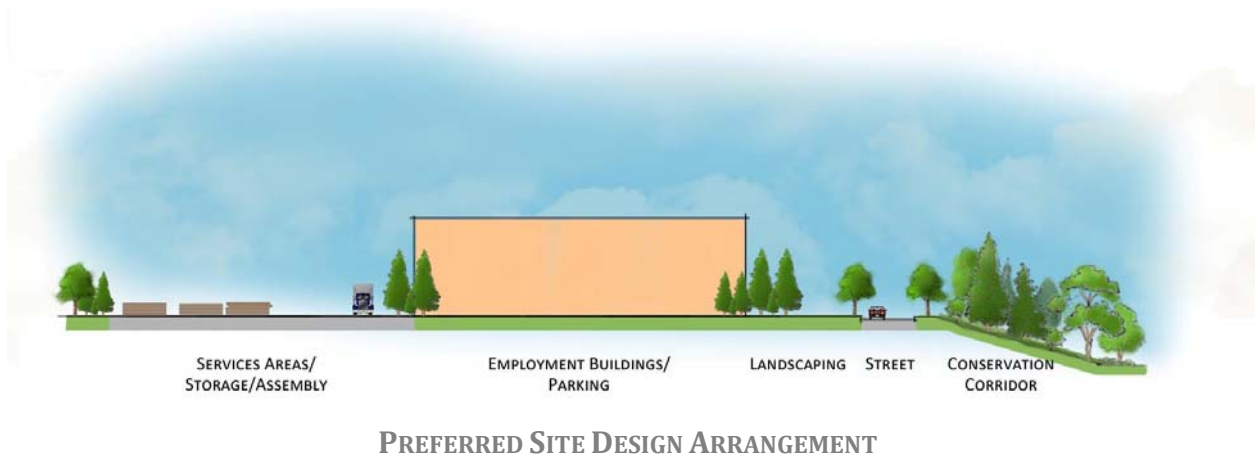 SERVICES AREAS/
STORAGE/ASSEMBLY
EMPLOYMENT BUILDINGS/
PARKING
LANDSCAPING
STREET
CONSERVATION
CORRIDOR
PREFERRED SITE DESIGN ARRANGEMENT